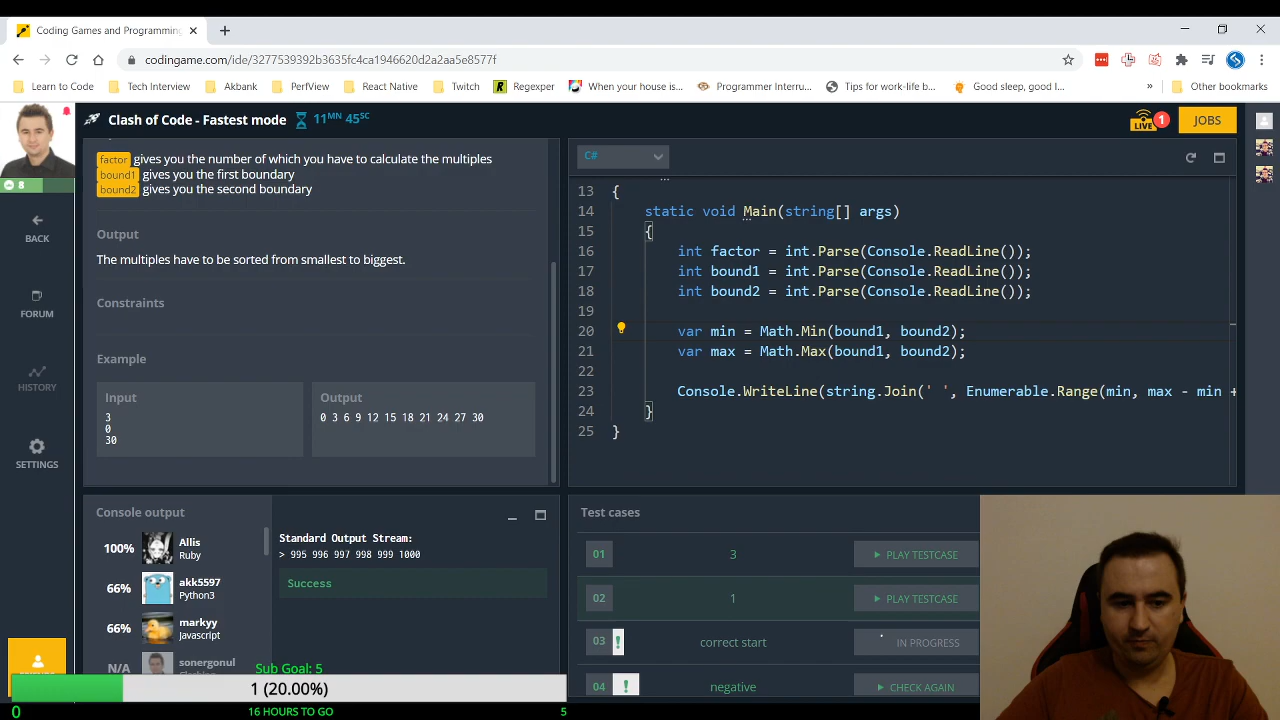 Coding Games and Programming
codingame.com/ide/3277539392b3635fc4ca1946620d2aa5e8577f
Learn to Code
Tech Interview
Akbank
PerfView
React Native
Twitch
Regexper
When your house is...
Programmer Interru...
Tips for work-life b...
Good sleep, good l...
»
Other bookmarks
Clash of Code - Fastest mode
11MN 45SC
LIVE
1
JOBS
8
BACK
FORUM
HISTORY
SETTINGS
factor gives you the number of which you have to calculate the multiples
bound1 gives you the first boundary
bound2 gives you the second boundary
Output
The multiples have to be sorted from smallest to biggest.
Constraints
Example
Input
3
0
30
Output
0 3 6 9 12 15 18 21 24 27 30
C#
13 {
14 static void Main(string[] args)
15 {
16 int factor = int.Parse(Console.ReadLine());
17 int bound1 = int.Parse(Console.ReadLine());
18 int bound2 = int.Parse(Console.ReadLine());
19
20 var min = Math.Min(bound1, bound2);
21 var max = Math.Max(bound1, bound2);
22
23 Console.WriteLine(string.Join(' ', Enumerable.Range(min, max - min +
24 }
25 }
Console output
100%
Allis
Ruby
66%
akk5597
Python3
66%
markyy
Javascript
N/A
sonergonul
Standard Output Stream:
> 995 996 997 998 999 1000
Success
Test cases
01 3 PLAY TESTCASE
02 1 PLAY TESTCASE
03 correct start IN PROGRESS
04 negative CHECK AGAIN
Sub Goal: 5
1 (20.00%)
0
16 HOURS TO GO
5